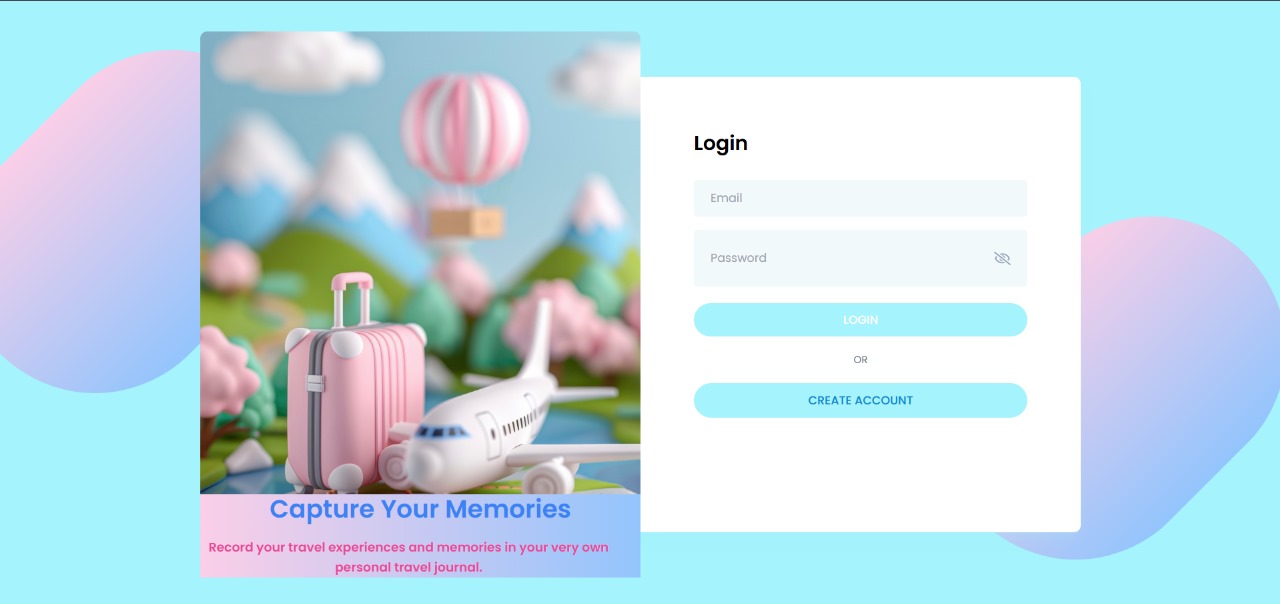 Login
Email
Password
LOGIN
OR
CREATE ACCOUNT
Capture Your Memories
Record your travel experiences and memories in your very own
personal travel journal.